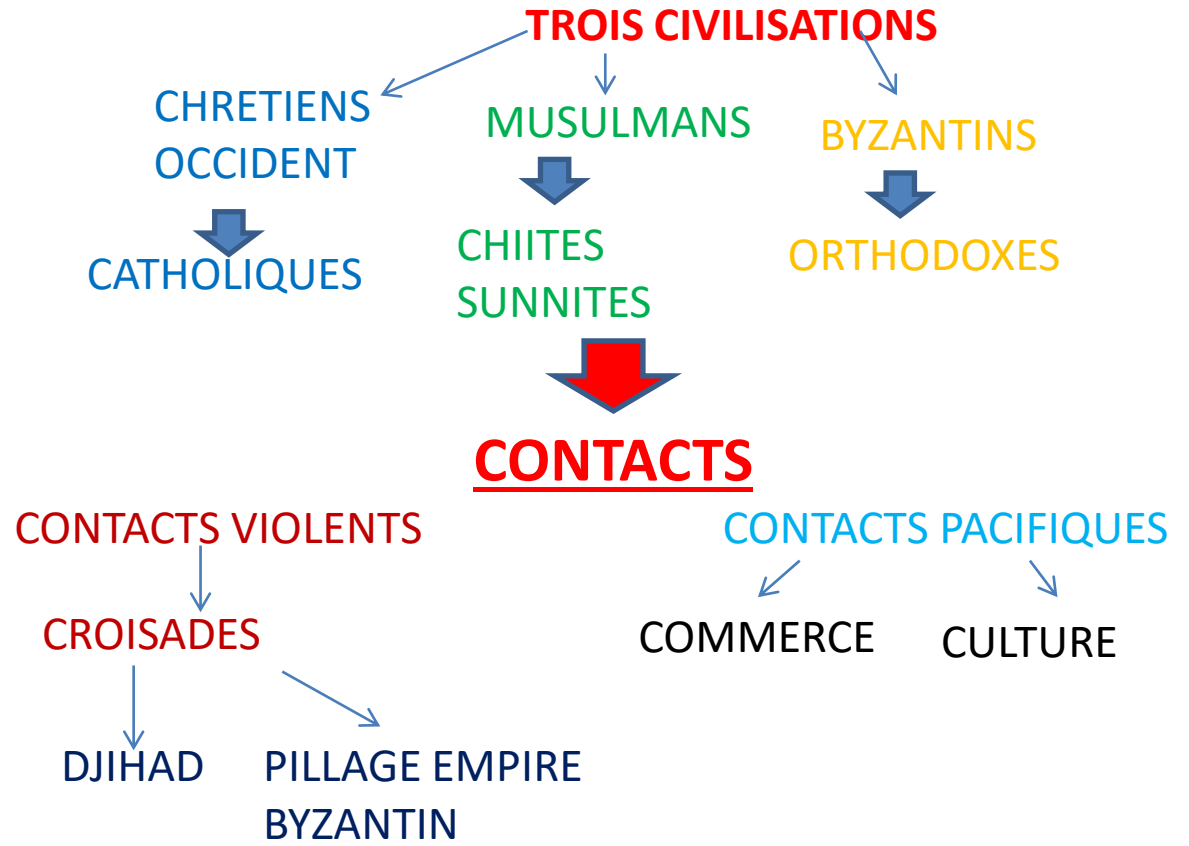 TROIS CIVILISATIONS
CHRETIENS
OCCIDENT
CATHOLIQUES
MUSULMANS
CHIITES
SUNNITES
BYZANTINS
ORTHODOXES
CONTACTS
CONTACTS VIOLENTS
CROISADES
DJIHAD
PILLAGE EMPIRE
BYZANTIN
CONTACTS PACIFIQUES
COMMERCE
CULTURE